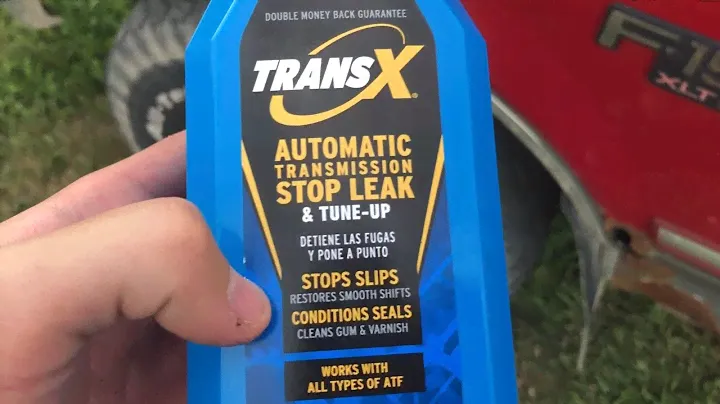 DOUBLE MONEY BACK GUARANTEE
TRANSX
AUTOMATIC
TRANSMISSION
STOP LEAK
& TUNE-UP
DETIENE LAS FUGAS
Y PONE A PUNTO
STOPS SLIPS
RESTORES SMOOTH SHIFTS
CONDITIONS SEALS
CLEANS GUM & VARNISH
WORKS WITH
ALL TYPES OF ATF
XLT